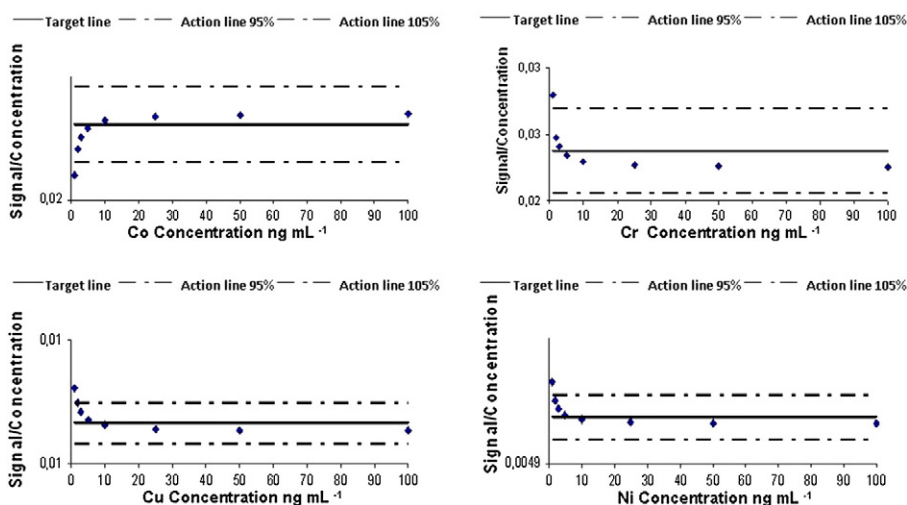 Target line Action line 95% Action line 105%
Signal/Concentration
0,02
0 10 20 30 40 50 60 70 80 90 100
Co Concentration ng mL -1
Target line Action line 95% Action line 105%
Signal/Concentration
0,03
0,03
0,02
0 10 20 30 40 50 60 70 80 90 100
Cr Concentration ng mL -1
Target line Action line 95% Action line 105%
Signal/Concentration
0,01
0,01
0 10 20 30 40 50 60 70 80 90 100
Cu Concentration ng mL -1
Target line Action line 95% Action line 105%
Signal/Concentration
0,0049
0 10 20 30 40 50 60 70 80 90 100
Ni Concentration ng mL -1